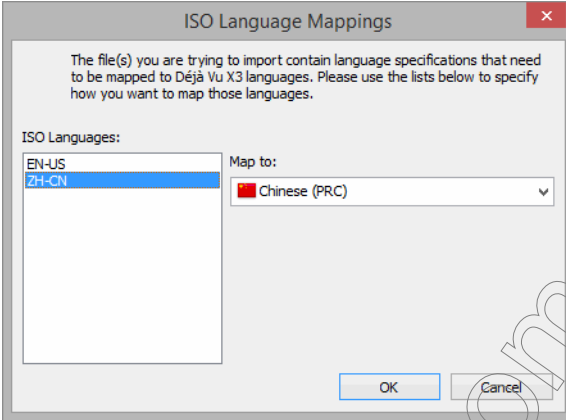 ISO Language Mappings
The file(s) you are trying to import contain language specifications that need
to be mapped to Déjà Vu X3 languages. Please use the lists below to specify
how you want to map those languages.
ISO Languages:
EN-US
ZH-CN
Map to:
Chinese (PRC)
OK
Cancel
om